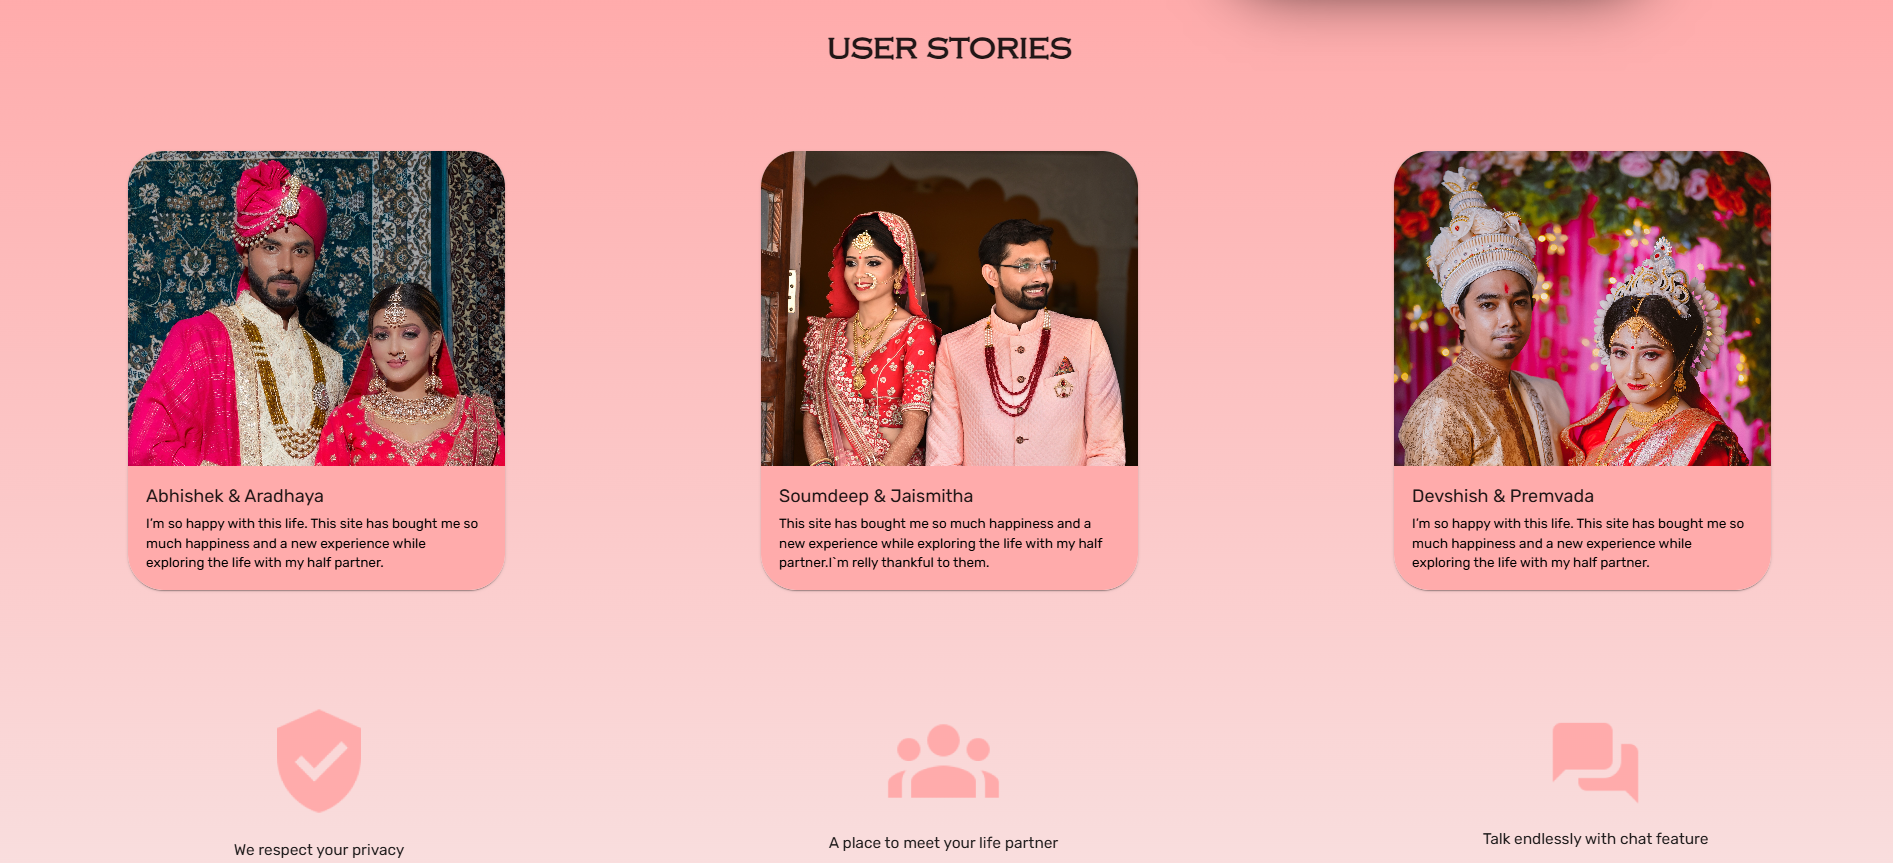 USER STORIES
Abhishek & Aradhaya
I'm so happy with this life. This site has bought me so
much happiness and a new experience while
exploring the life with my half partner.
Soumdeep & Jaismitha
This site has bought me so much happiness and a
new experience while exploring the life with my half
partner.I`m relly thankful to them.
Devshish & Premvada
I'm so happy with this life. This site has bought me so
much happiness and a new experience while
exploring the life with my half partner.
We respect your privacy
A place to meet your life partner
Talk endlessly with chat feature